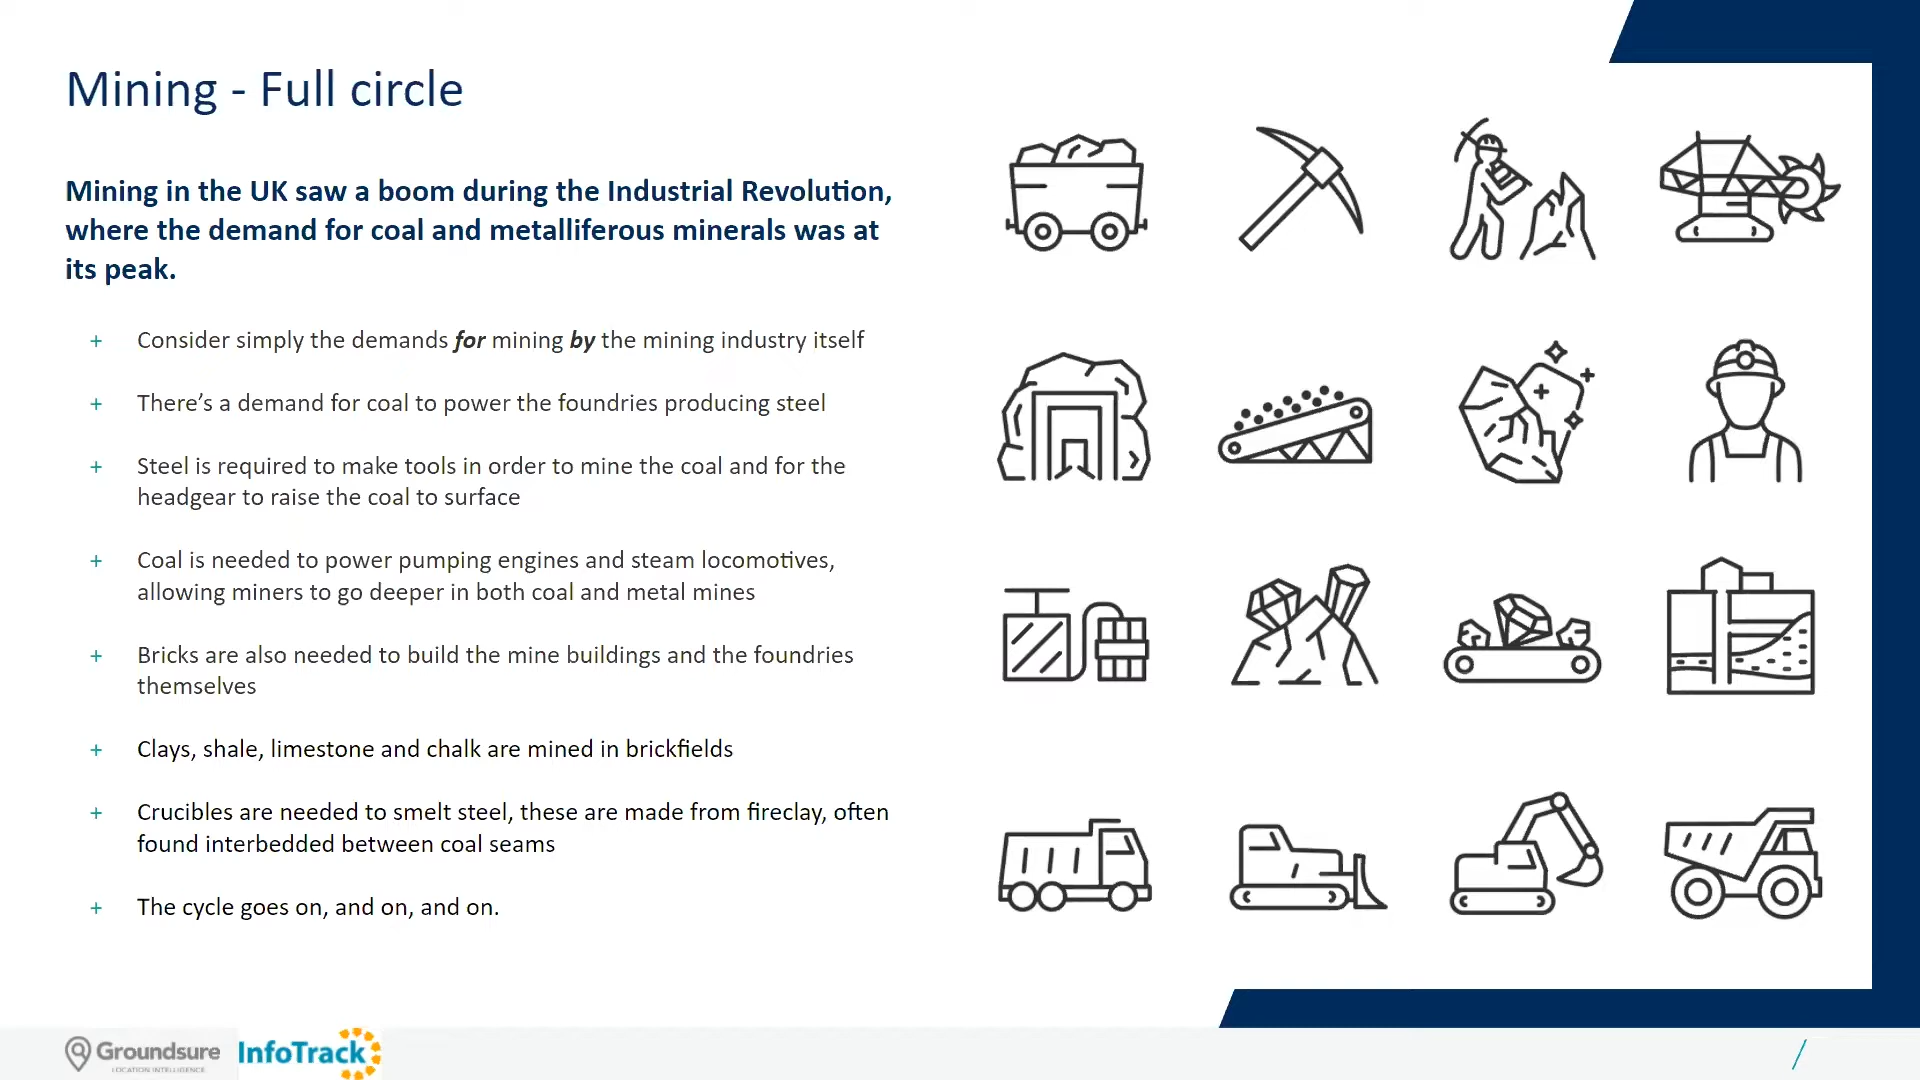 Mining - Full circle
Mining in the UK saw a boom during the Industrial Revolution,
where the demand for coal and metalliferous minerals was at
its peak.
+ Consider simply the demands for mining by the mining industry itself
+ There’s a demand for coal to power the foundries producing steel
+ Steel is required to make tools in order to mine the coal and for the
headgear to raise the coal to surface
+ Coal is needed to power pumping engines and steam locomotives,
allowing miners to go deeper in both coal and metal mines
+ Bricks are also needed to build the mine buildings and the foundries
themselves
+ Clays, shale, limestone and chalk are mined in brickfields
+ Crucibles are needed to smelt steel, these are made from fireclay, often
found interbedded between coal seams
+ The cycle goes on, and on, and on.
Groundsure
LOCATION INTELLIGENCE
InfoTrack